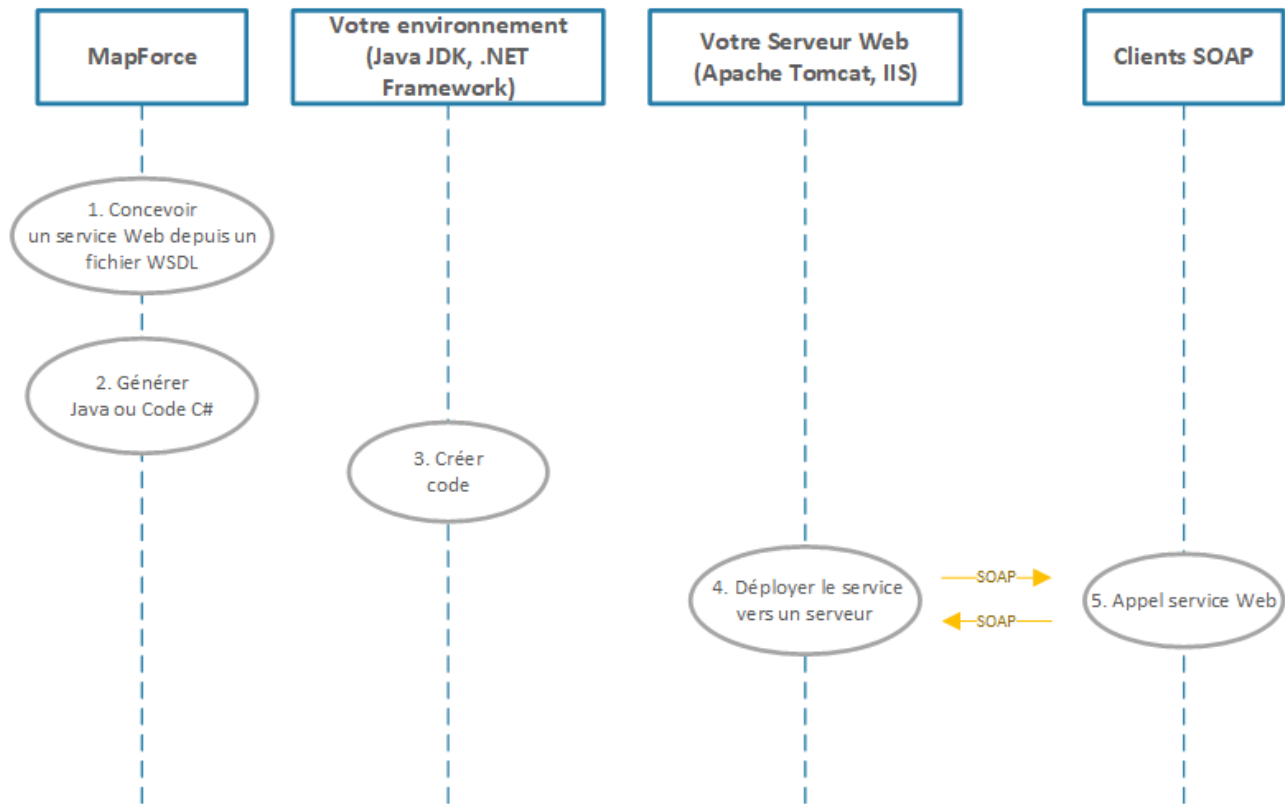 MapForce
Votre environnement
(Java JDK, .NET
Framework)
Votre Serveur Web
(Apache Tomcat, IIS)
Clients SOAP
1. Concevoir
un service Web depuis un
fichier WSDL
2. Générer
Java ou Code C#
3. Créer
code
4. Déployer le service
vers un serveur
SOAP
SOAP
5. Appel service Web